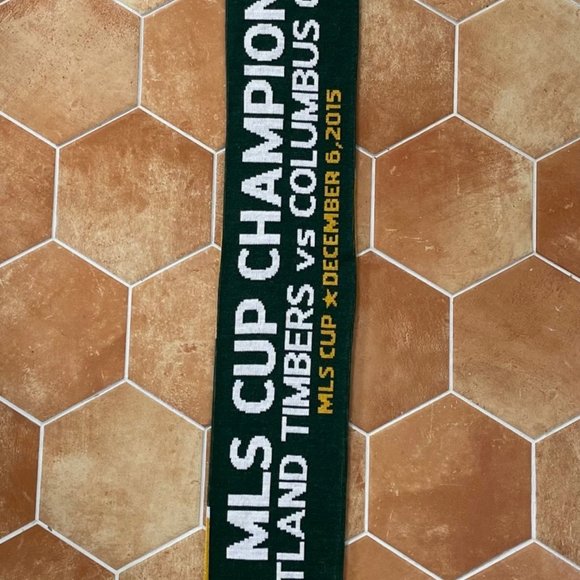 MLS CUP CHAMPION
TLAND TIMBERS vs COLUMBUS
MLS CUP ★ DECEMBER 6, 2015